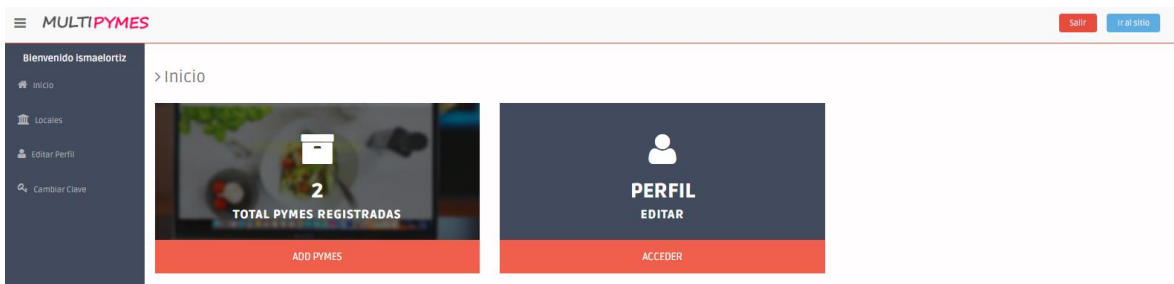 MULTIPYMES
Salir
Ir al sitio
Bienvenido ismaelortiz
Inicio
Locales
Editar Perfil
Cambiar Clave
> Inicio
2
TOTAL PYMES REGISTRADAS
ADD PYMES
PERFIL
EDITAR
ACCEDER